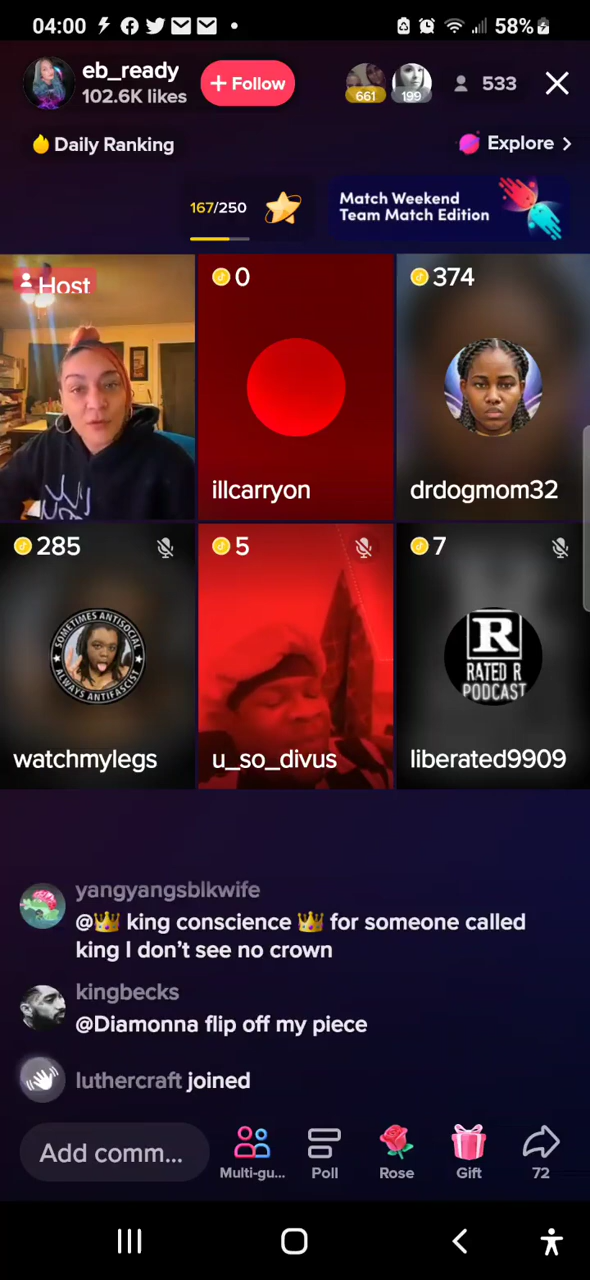 04:00
58%
eb_ready
102.6K likes
+ Follow
661
199
533
Daily Ranking
Explore >
167/250
Match Weekend
Team Match Edition
Host
0
374
illcarryon
drdogmom32
285
5
7
SOMETIMES ANTISOCIAL
ALWAYS ANTIFASCIST
R
RATED R
PODCAST
watchmylegs
u_so_divus
liberated9909
yangyangsblkwife
@👑 king conscience 👑 for someone called
king I don't see no crown
kingbecks
@Diamonna flip off my piece
luthercraft joined
Add comm...
Multi-gu...
Poll
Rose
Gift
72